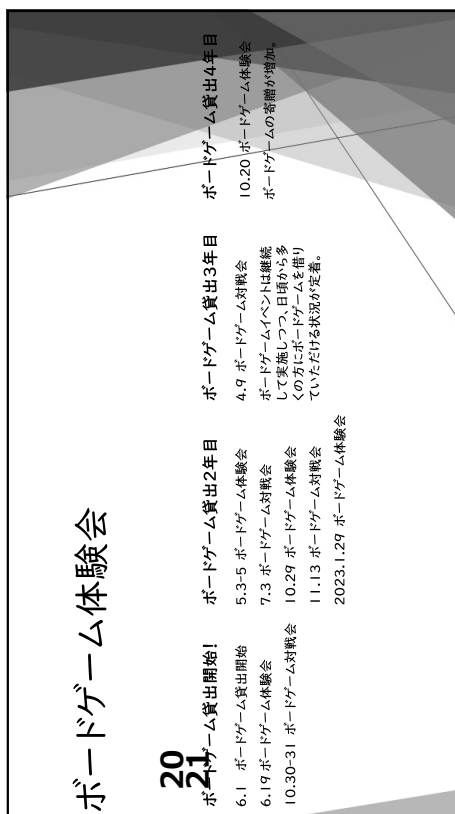 ボードゲーム体験会
20
21
ボードゲーム貸出開始！
6.1　ボードゲーム貸出開始
6.19 ボードゲーム体験会
10.30-31 ボードゲーム対戦会
ボードゲーム貸出2年目
5.3-5 ボードゲーム体験会
7.3 ボードゲーム対戦会
10.29 ボードゲーム体験会
11.13 ボードゲーム対戦会
2023.1.29 ボードゲーム体験会
ボードゲーム貸出3年目
4.9 ボードゲーム対戦会
ボードゲームイベントは継続
して実施しつつ、日頃から多
くの方にボードゲームを借り
ていただける状況が定着。
ボードゲーム貸出4年目
10.20 ボードゲーム体験会
ボードゲームの寄贈が増加。